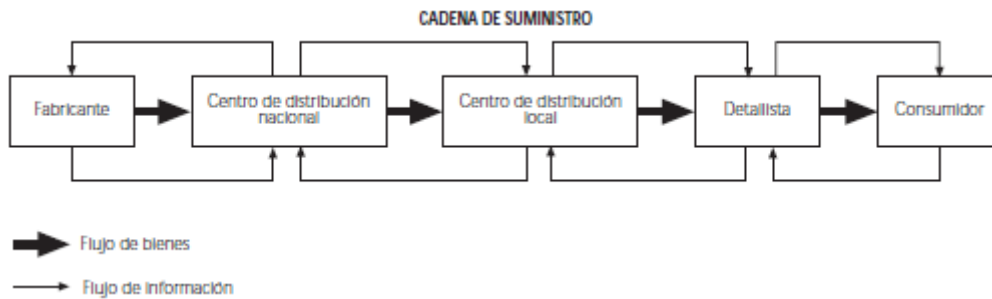 CADENA DE SUMINISTRO
Fabricante
Centro de distribución
nacional
Centro de distribución
local
Detallista
Consumidor
Flujo de bienes
Flujo de información